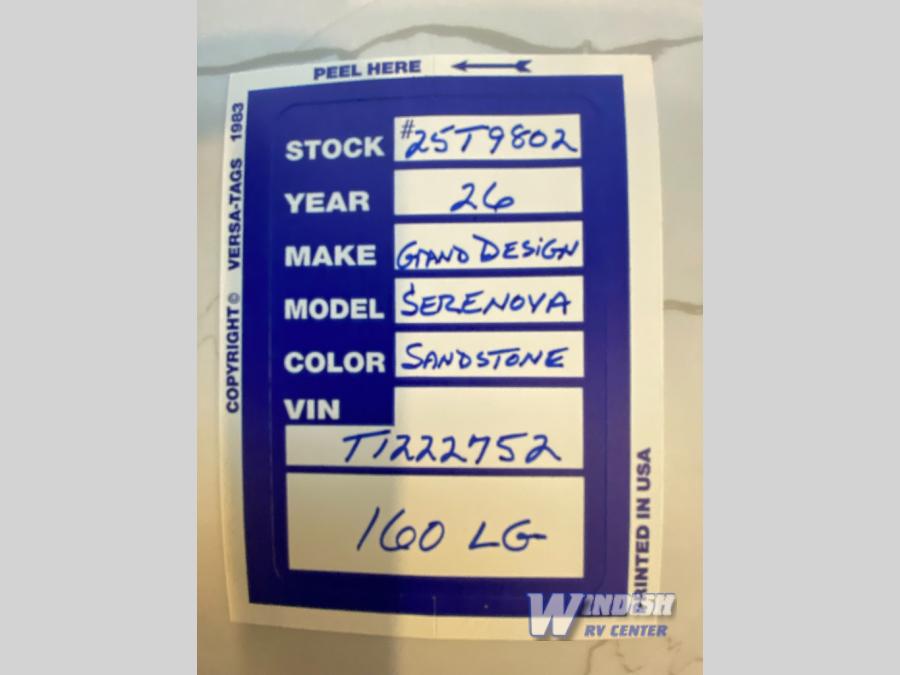 PEEL HERE
COPYRIGHT © VERSA-TAGS 1983
STOCK #25T9802
YEAR 26
MAKE GRAND DESIGN
MODEL SERENOVA
COLOR SANDSTONE
VIN
T1222752
160 LG
PRINTED IN USA
WINDISH
RV CENTER